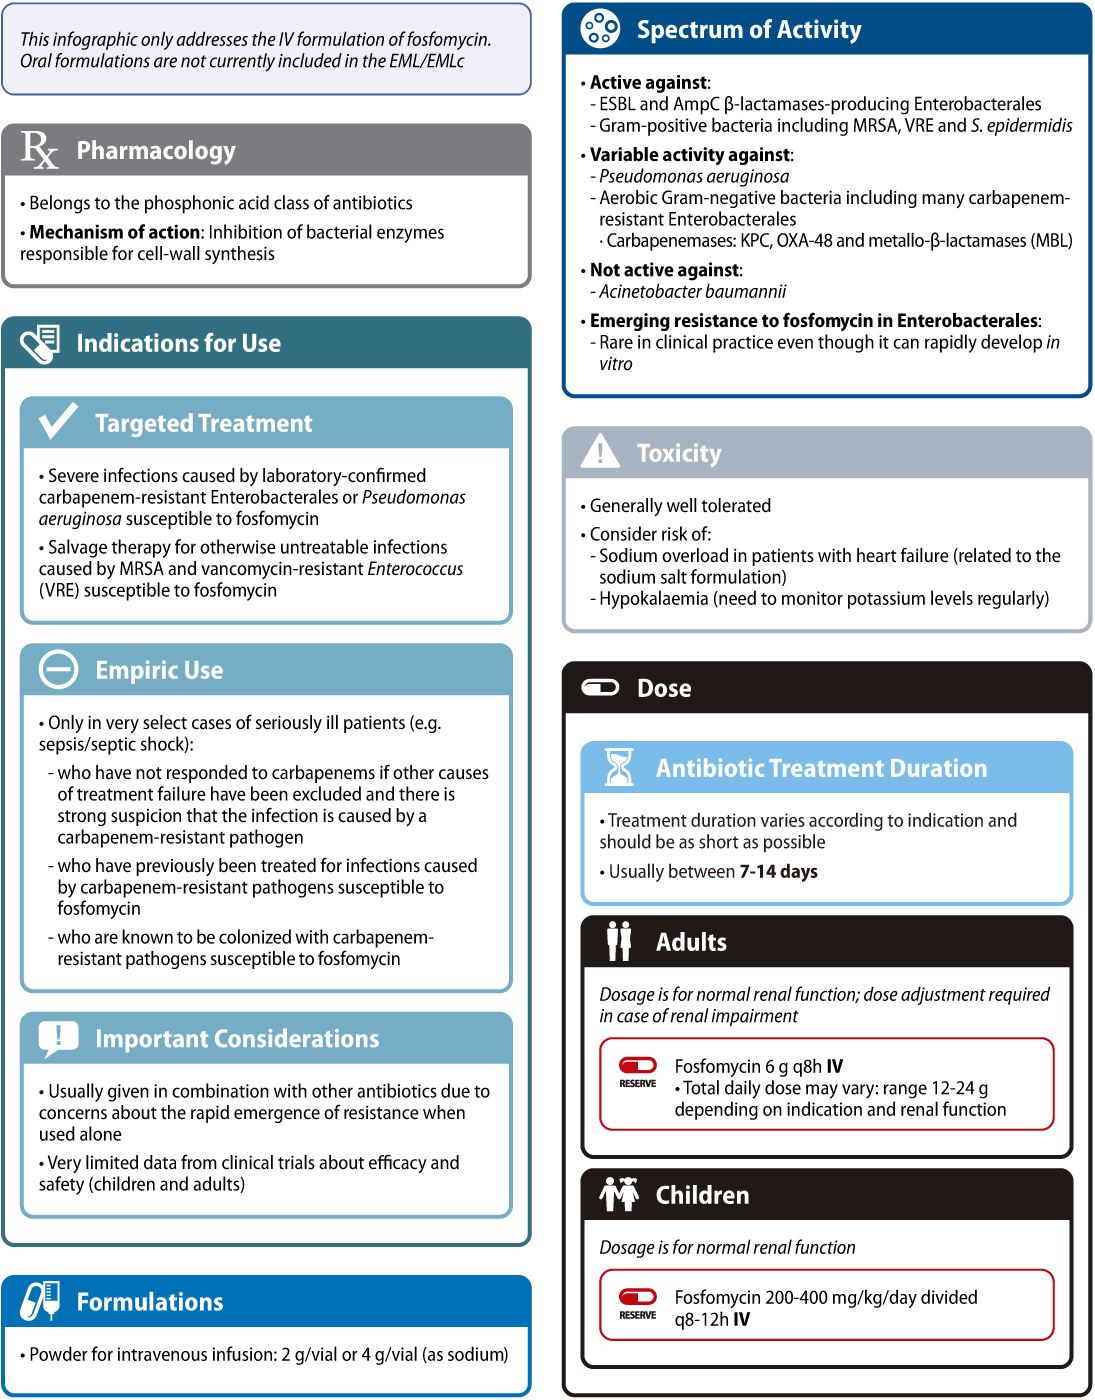 This infographic only addresses the IV formulation of fosfomycin.
Oral formulations are not currently included in the EML/EMLc
Rx Pharmacology
• Belongs to the phosphonic acid class of antibiotics
• Mechanism of action: Inhibition of bacterial enzymes
responsible for cell-wall synthesis
Indications for Use
Targeted Treatment
• Severe infections caused by laboratory-confirmed
carbapenem-resistant Enterobacterales or Pseudomonas
aeruginosa susceptible to fosfomycin
• Salvage therapy for otherwise untreatable infections
caused by MRSA and vancomycin-resistant Enterococcus
(VRE) susceptible to fosfomycin
Empiric Use
• Only in very select cases of seriously ill patients (e.g.
sepsis/septic shock):
- who have not responded to carbapenems if other causes
of treatment failure have been excluded and there is
strong suspicion that the infection is caused by a
carbapenem-resistant pathogen
- who have previously been treated for infections caused
by carbapenem-resistant pathogens susceptible to
fosfomycin
- who are known to be colonized with carbapenem-
resistant pathogens susceptible to fosfomycin
! Important Considerations
• Usually given in combination with other antibiotics due to
concerns about the rapid emergence of resistance when
used alone
• Very limited data from clinical trials about efficacy and
safety (children and adults)
Formulations
• Powder for intravenous infusion: 2 g/vial or 4 g/vial (as sodium)
Spectrum of Activity
• Active against:
- ESBL and AmpC β-lactamases-producing Enterobacterales
- Gram-positive bacteria including MRSA, VRE and S. epidermidis
• Variable activity against:
- Pseudomonas aeruginosa
- Aerobic Gram-negative bacteria including many carbapenem-
resistant Enterobacterales
· Carbapenemases: KPC, OXA-48 and metallo-β-lactamases (MBL)
• Not active against:
- Acinetobacter baumannii
• Emerging resistance to fosfomycin in Enterobacterales:
- Rare in clinical practice even though it can rapidly develop in
vitro
! Toxicity
• Generally well tolerated
• Consider risk of:
- Sodium overload in patients with heart failure (related to the
sodium salt formulation)
- Hypokalaemia (need to monitor potassium levels regularly)
Dose
Antibiotic Treatment Duration
• Treatment duration varies according to indication and
should be as short as possible
• Usually between 7-14 days
Adults
Dosage is for normal renal function; dose adjustment required
in case of renal impairment
Fosfomycin 6 g q8h IV
RESERVE
• Total daily dose may vary: range 12-24 g
depending on indication and renal function
Children
Dosage is for normal renal function
Fosfomycin 200-400 mg/kg/day divided
RESERVE
q8-12h IV